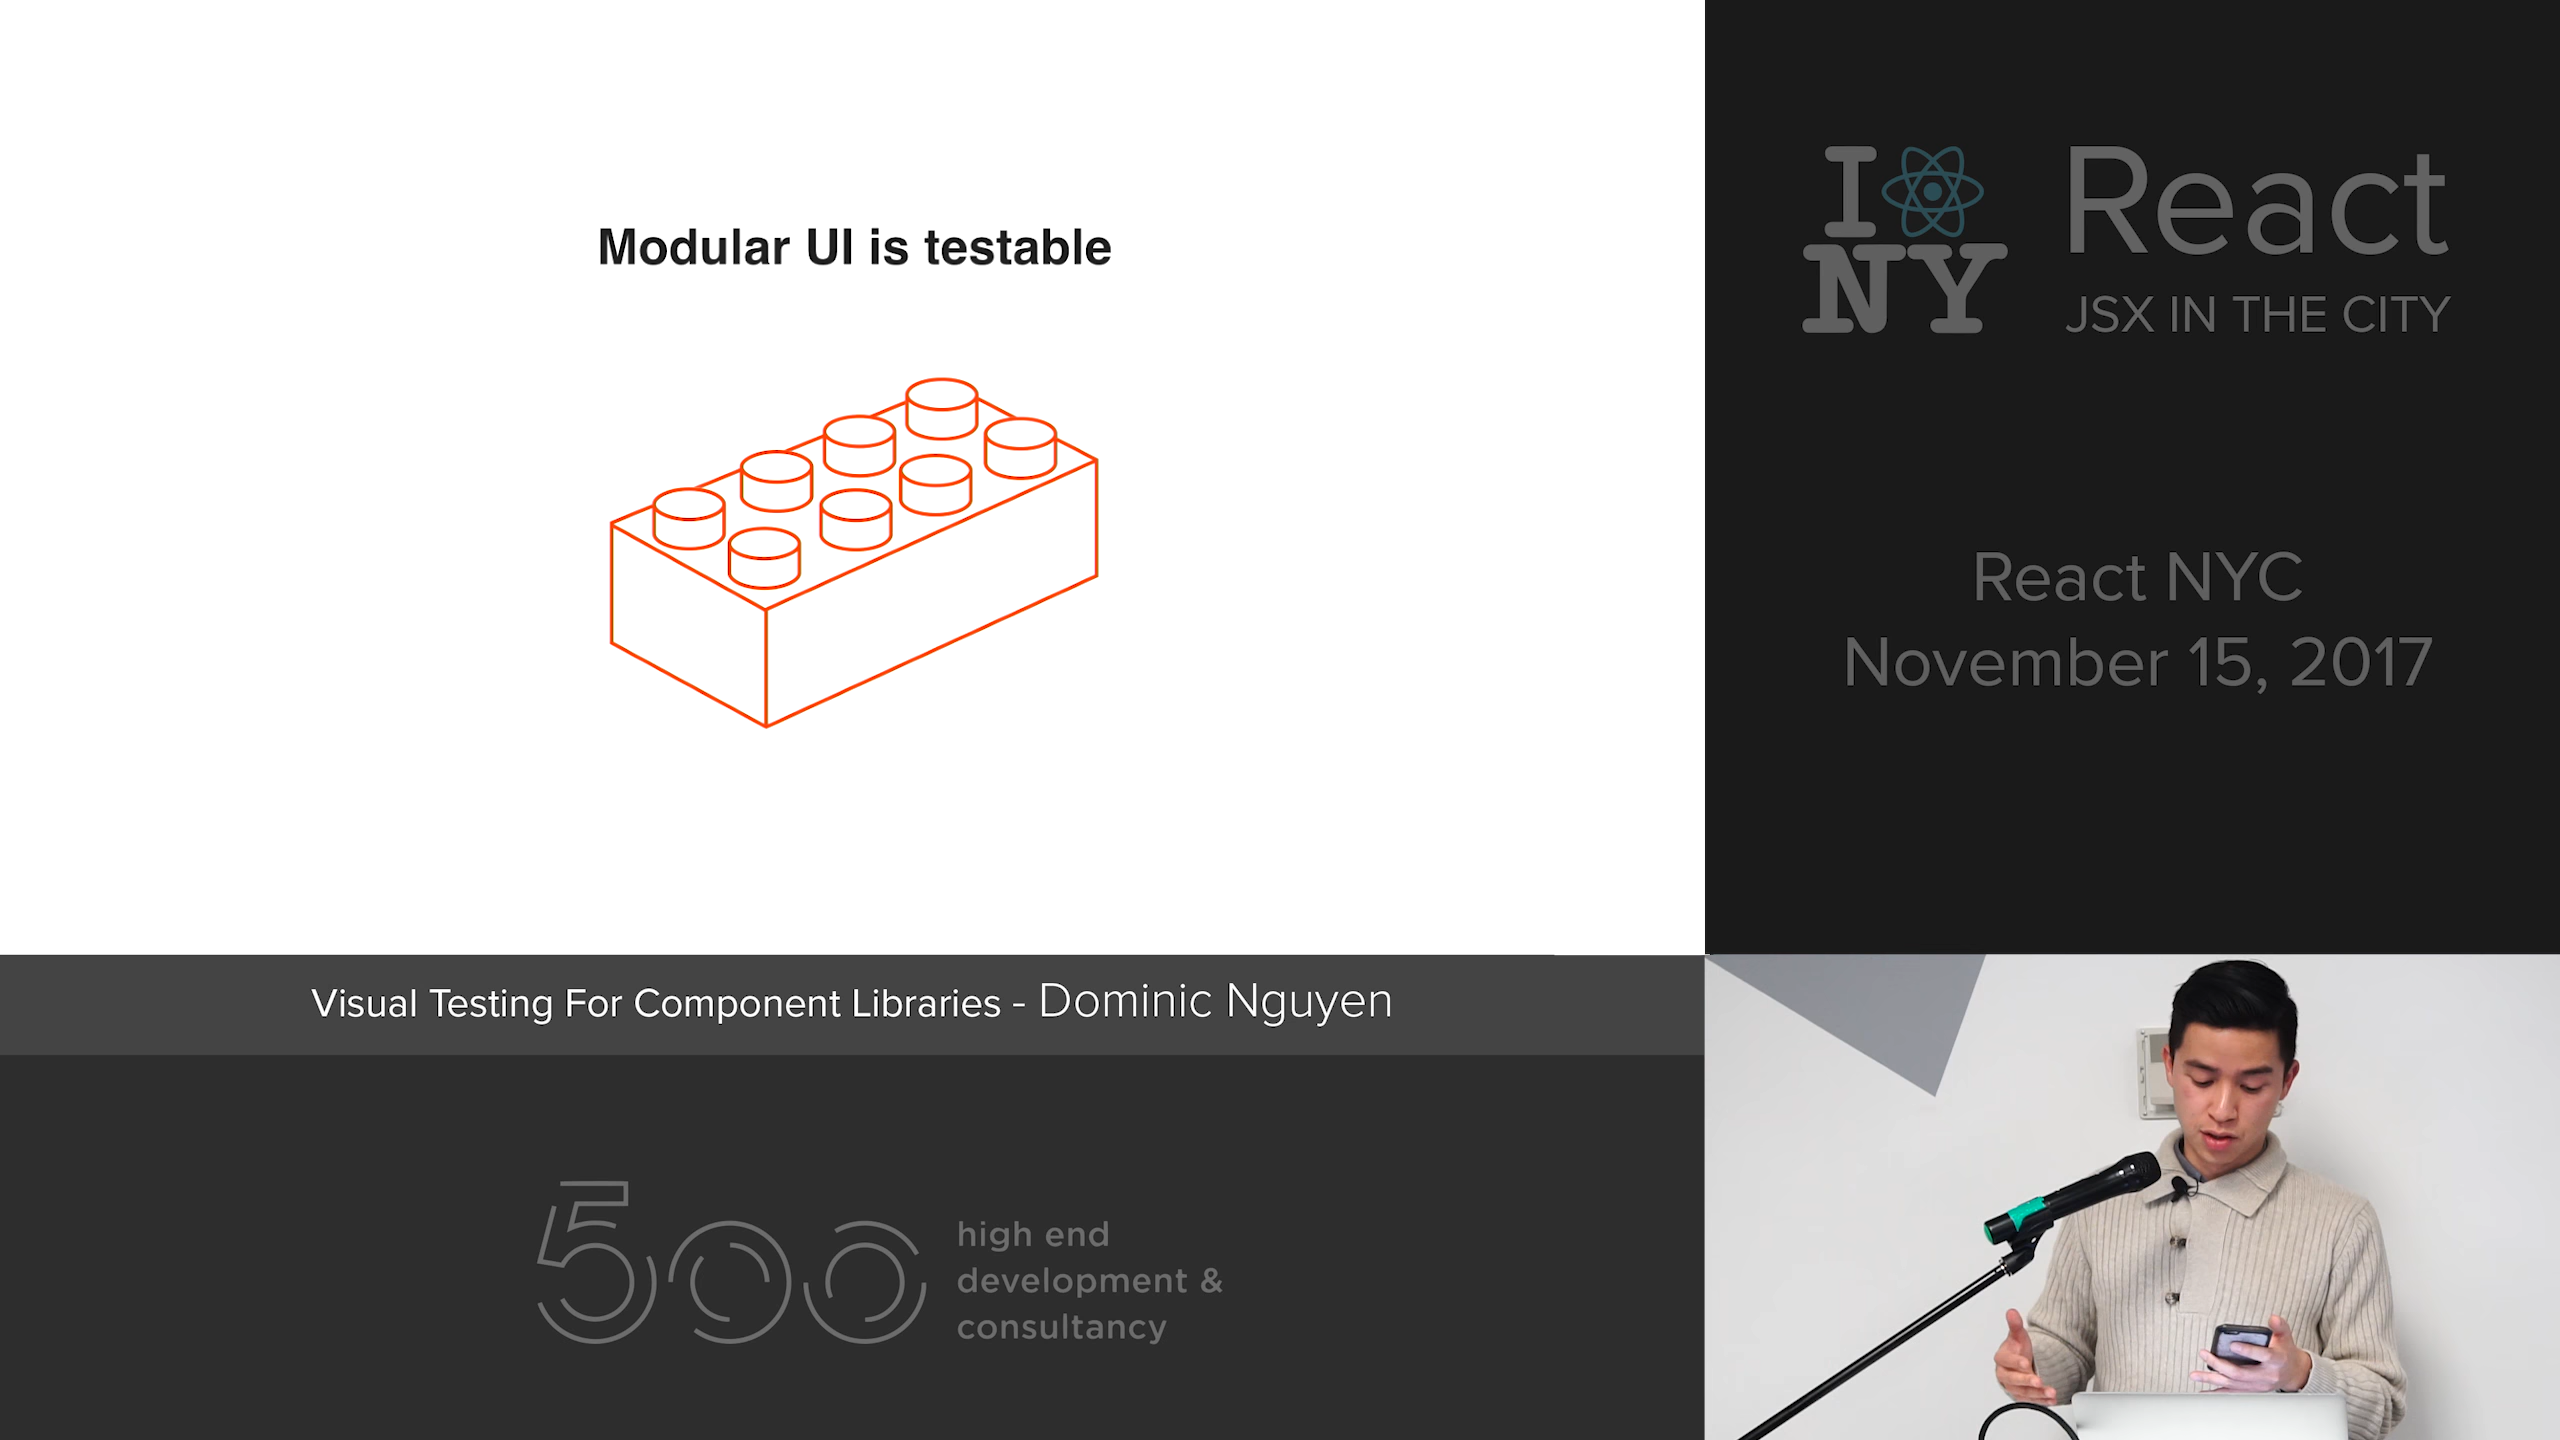 Modular UI is testable
I NY
React
JSX IN THE CITY
React NYC
November 15, 2017
Visual Testing For Component Libraries - Dominic Nguyen
500
high end
development &
consultancy